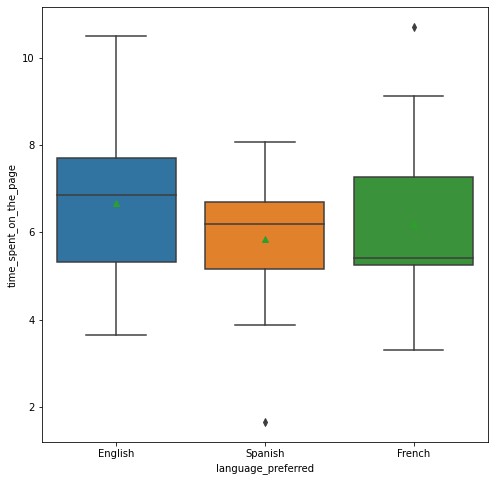 time_spent_on_the_page
10
8
6
4
2
English Spanish French
language_preferred